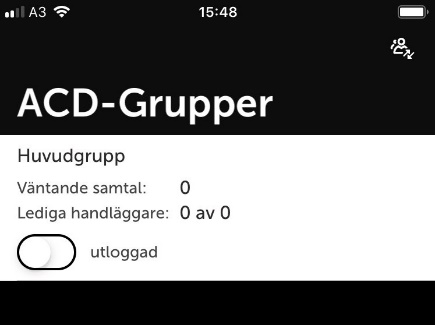 A3 15:48
ACD-Grupper
Huvudgrupp
Väntande samtal: 0
Lediga handläggare: 0 av 0
utloggad